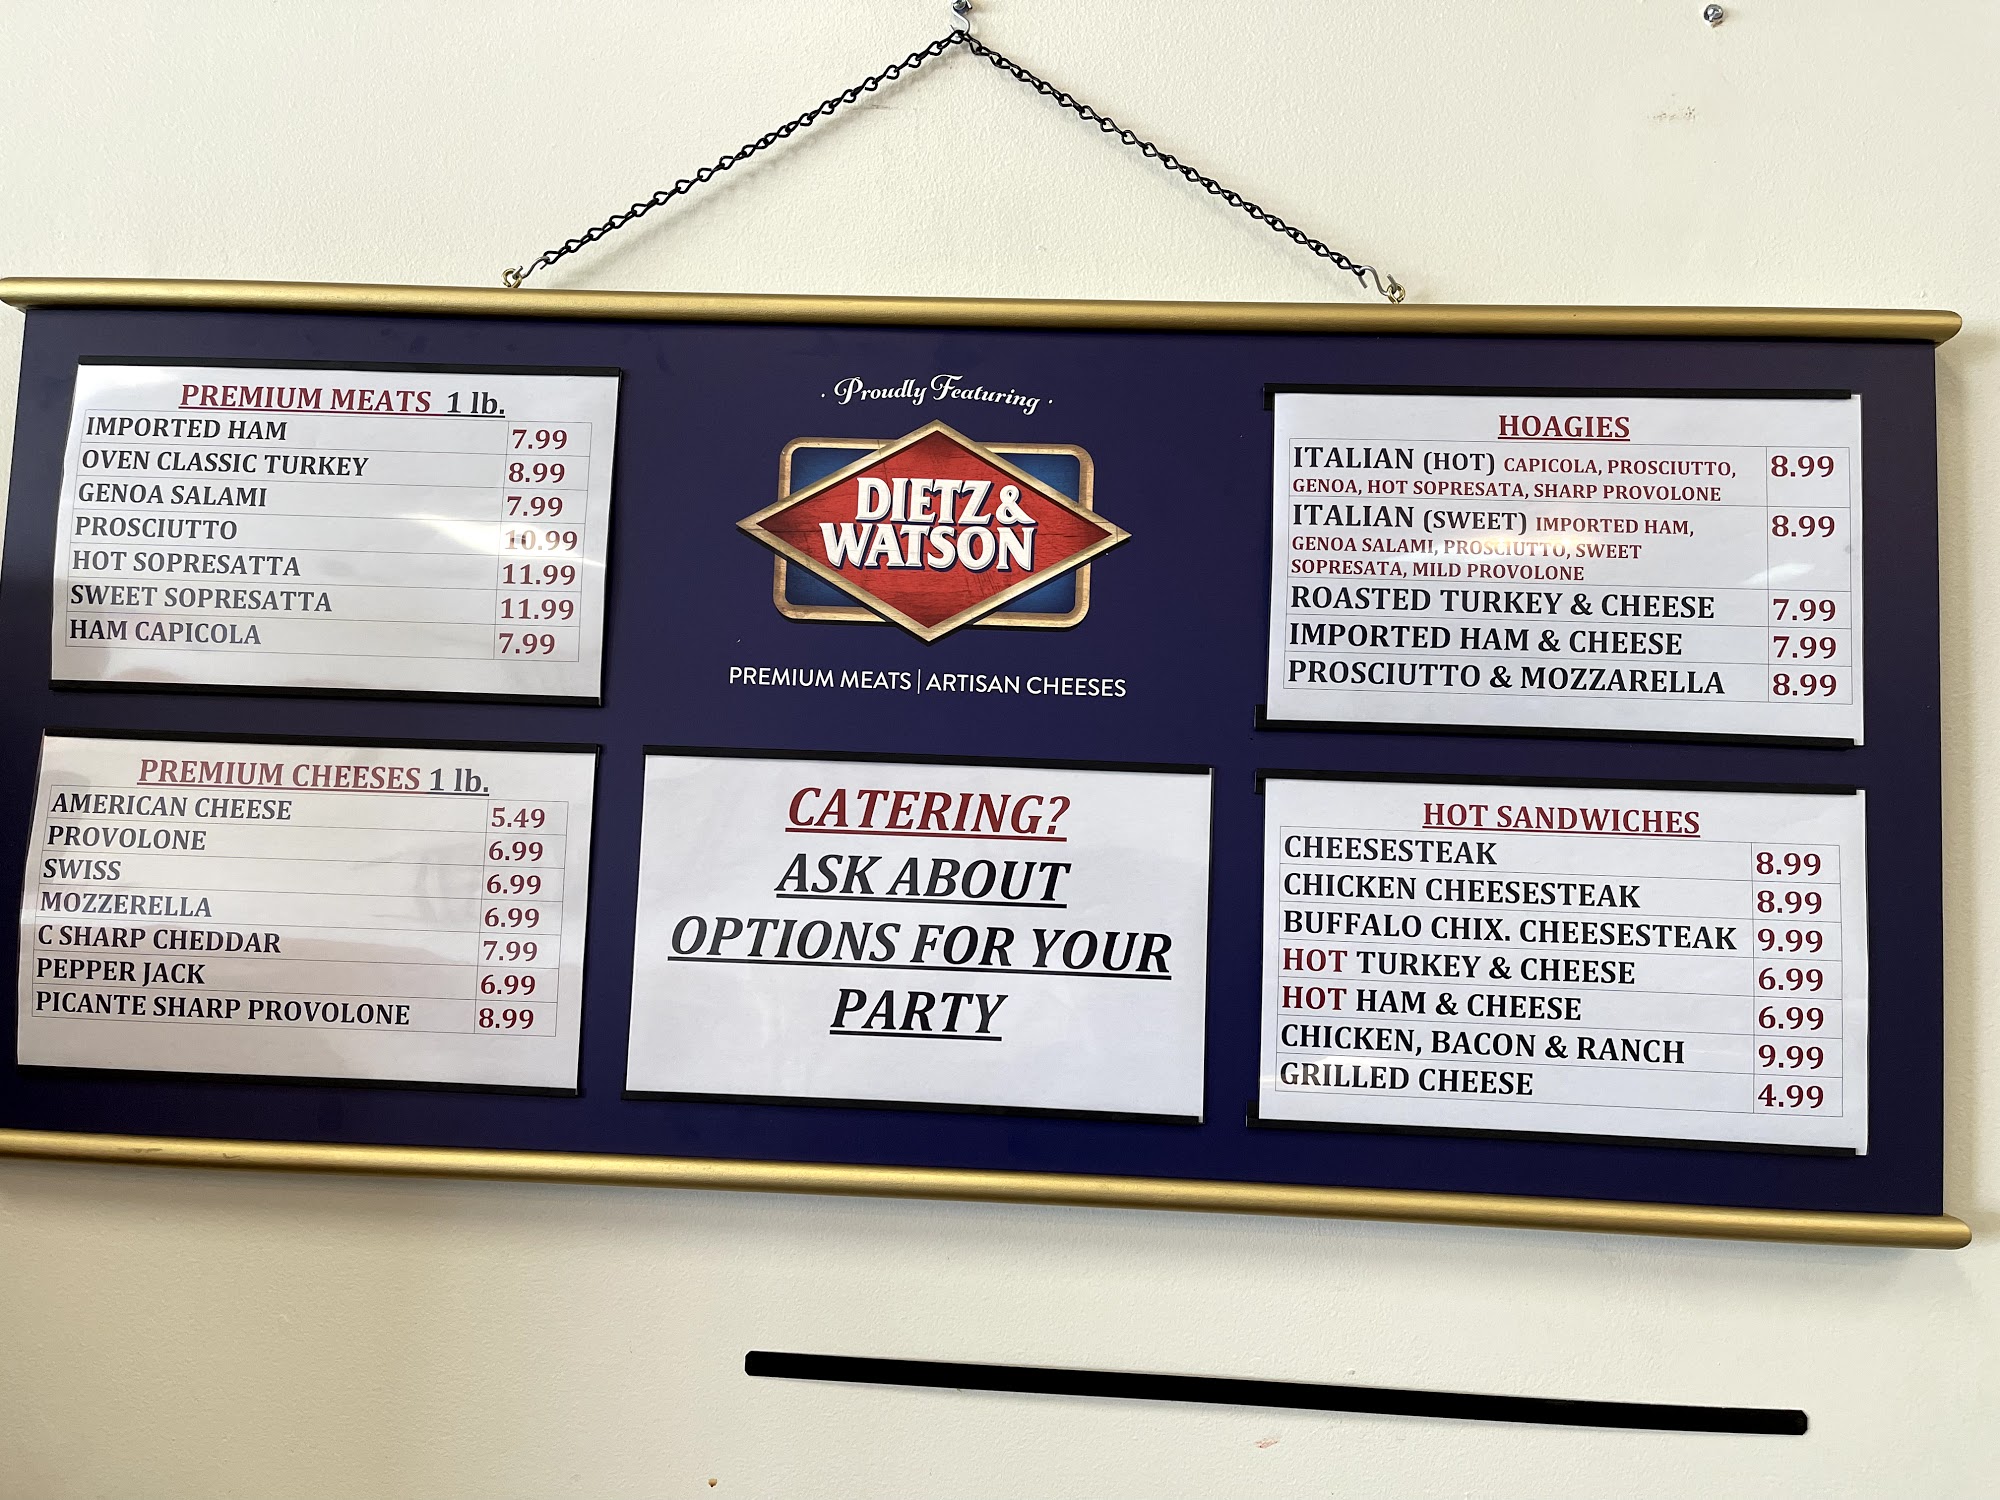 PREMIUM MEATS 1 lb.
IMPORTED HAM 7.99
OVEN CLASSIC TURKEY 8.99
GENOA SALAMI 7.99
PROSCIUTTO 10.99
HOT SOPRESATTA 11.99
SWEET SOPRESATTA 11.99
HAM CAPICOLA 7.99
PREMIUM CHEESES 1 lb.
AMERICAN CHEESE 5.49
PROVOLONE 6.99
SWISS 6.99
MOZZERELLA 6.99
C SHARP CHEDDAR 7.99
PEPPER JACK 6.99
PICANTE SHARP PROVOLONE 8.99
· Proudly Featuring ·
DIETZ &
WATSON
PREMIUM MEATS | ARTISAN CHEESES
CATERING?
ASK ABOUT
OPTIONS FOR YOUR
PARTY
HOAGIES
ITALIAN (HOT) CAPICOLA, PROSCIUTTO, 8.99
GENOA, HOT SOPRESATA, SHARP PROVOLONE
ITALIAN (SWEET) IMPORTED HAM, 8.99
GENOA SALAMI, PROSCIUTTO, SWEET
SOPRESATA, MILD PROVOLONE
ROASTED TURKEY & CHEESE 7.99
IMPORTED HAM & CHEESE 7.99
PROSCIUTTO & MOZZARELLA 8.99
HOT SANDWICHES
CHEESESTEAK 8.99
CHICKEN CHEESESTEAK 8.99
BUFFALO CHIX. CHEESESTEAK 9.99
HOT TURKEY & CHEESE 6.99
HOT HAM & CHEESE 6.99
CHICKEN, BACON & RANCH 9.99
GRILLED CHEESE 4.99